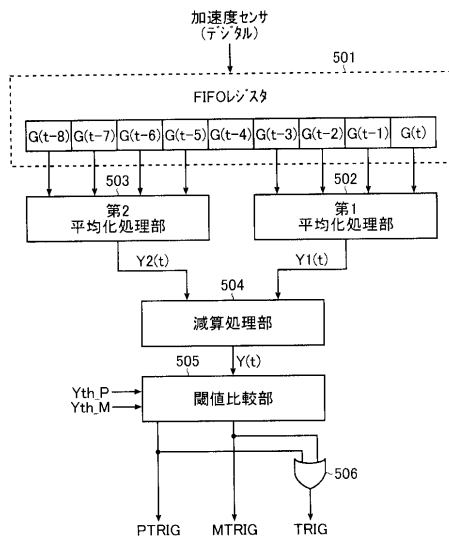 加速度センサ
(デジタル)
501
FIFOレジスタ
G(t-8) G(t-7) G(t-6) G(t-5) G(t-4) G(t-3) G(t-2) G(t-1) G(t)
503
502
第2
平均化処理部
第1
平均化処理部
Y2(t)
Y1(t)
504
減算処理部
505
Y(t)
Yth_P
Yth_M
閾値比較部
506
PTRIG
MTRIG
TRIG